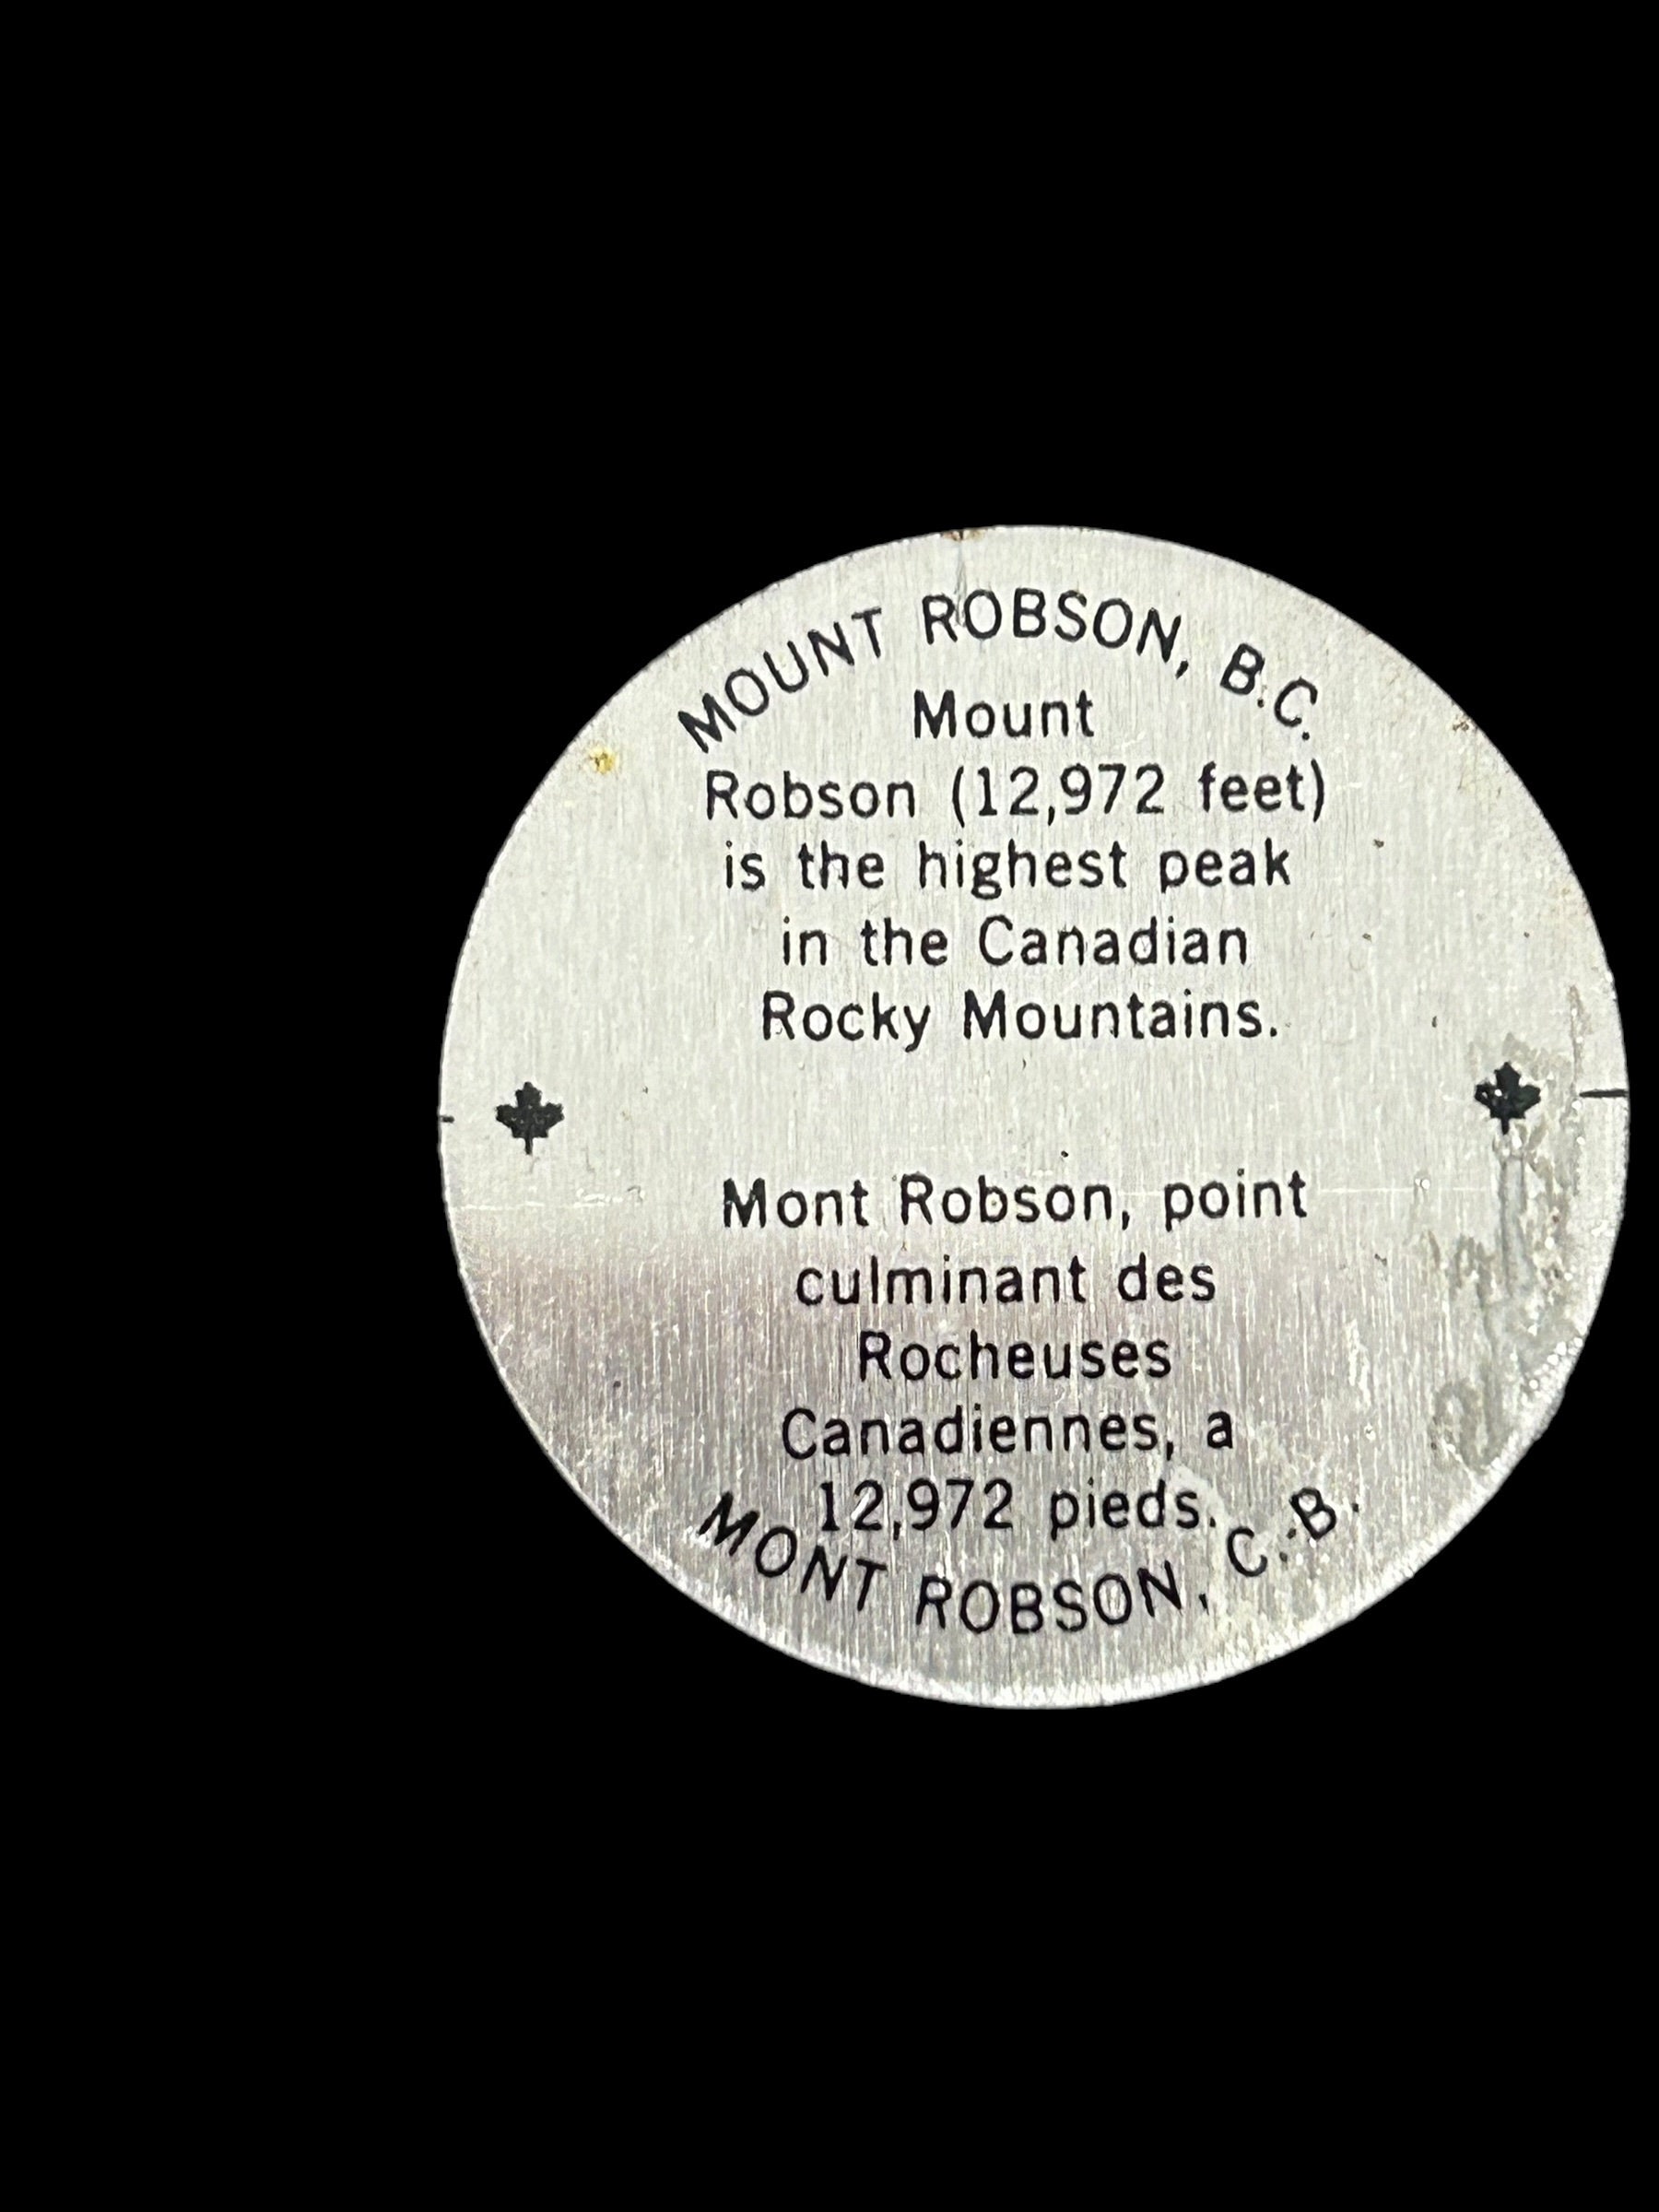 MOUNT ROBSON, B.C.
Mount
Robson (12,972 feet)
is the highest peak
in the Canadian
Rocky Mountains.
Mont Robson, point
culminant des
Rocheuses
Canadiennes, a
12,972 pieds.
MONT ROBSON, C.B.